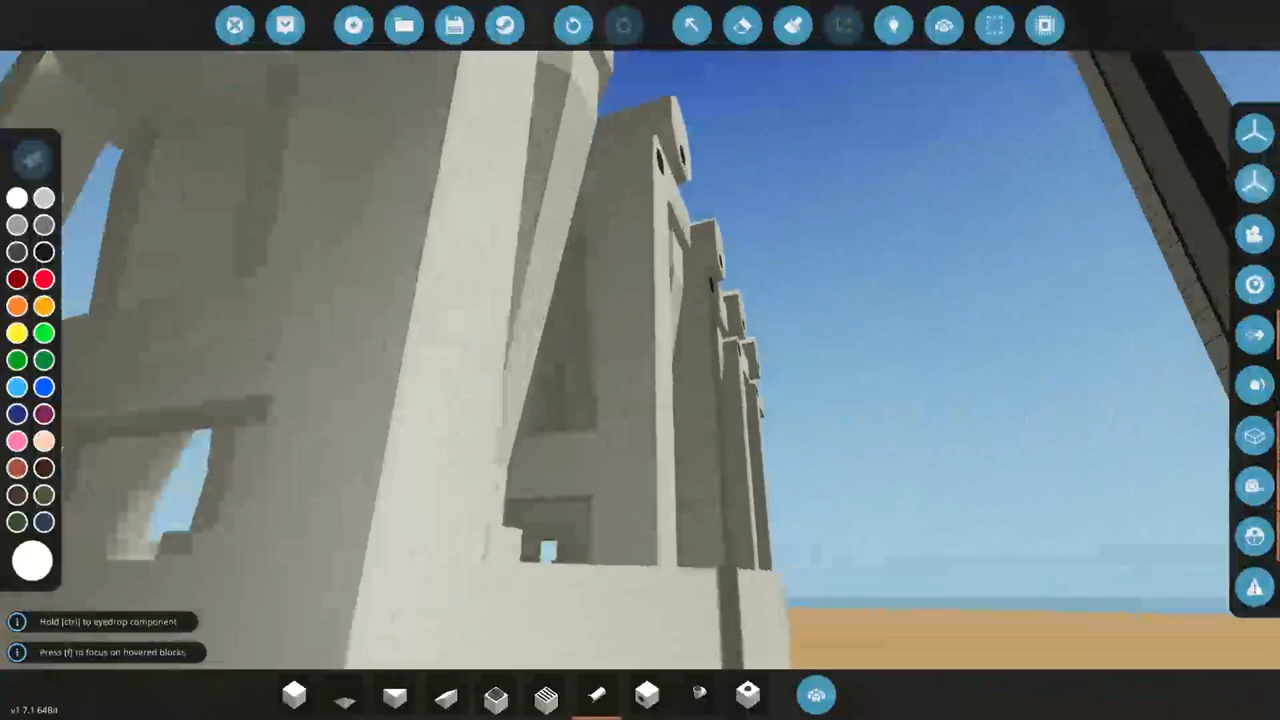 Hold [ctrl] to eyedrop component
Press [f] to focus on hovered blocks
v1 7.1 64Bit